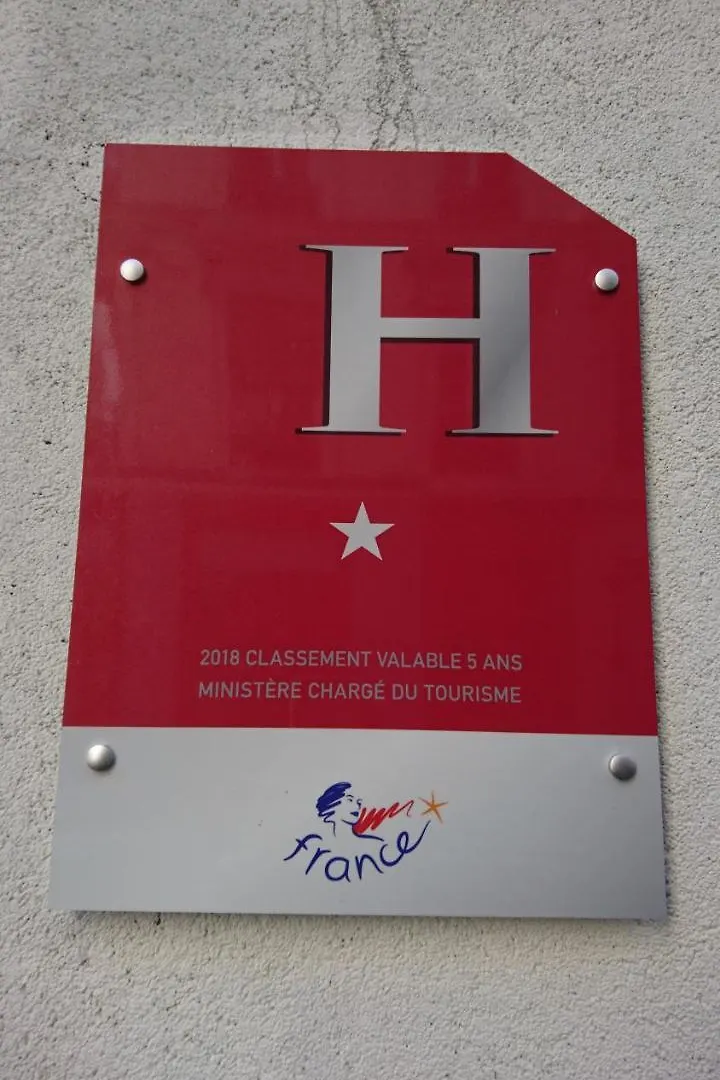 H
2018 CLASSEMENT VALABLE 5 ANS
MINISTÈRE CHARGÉ DU TOURISME
france